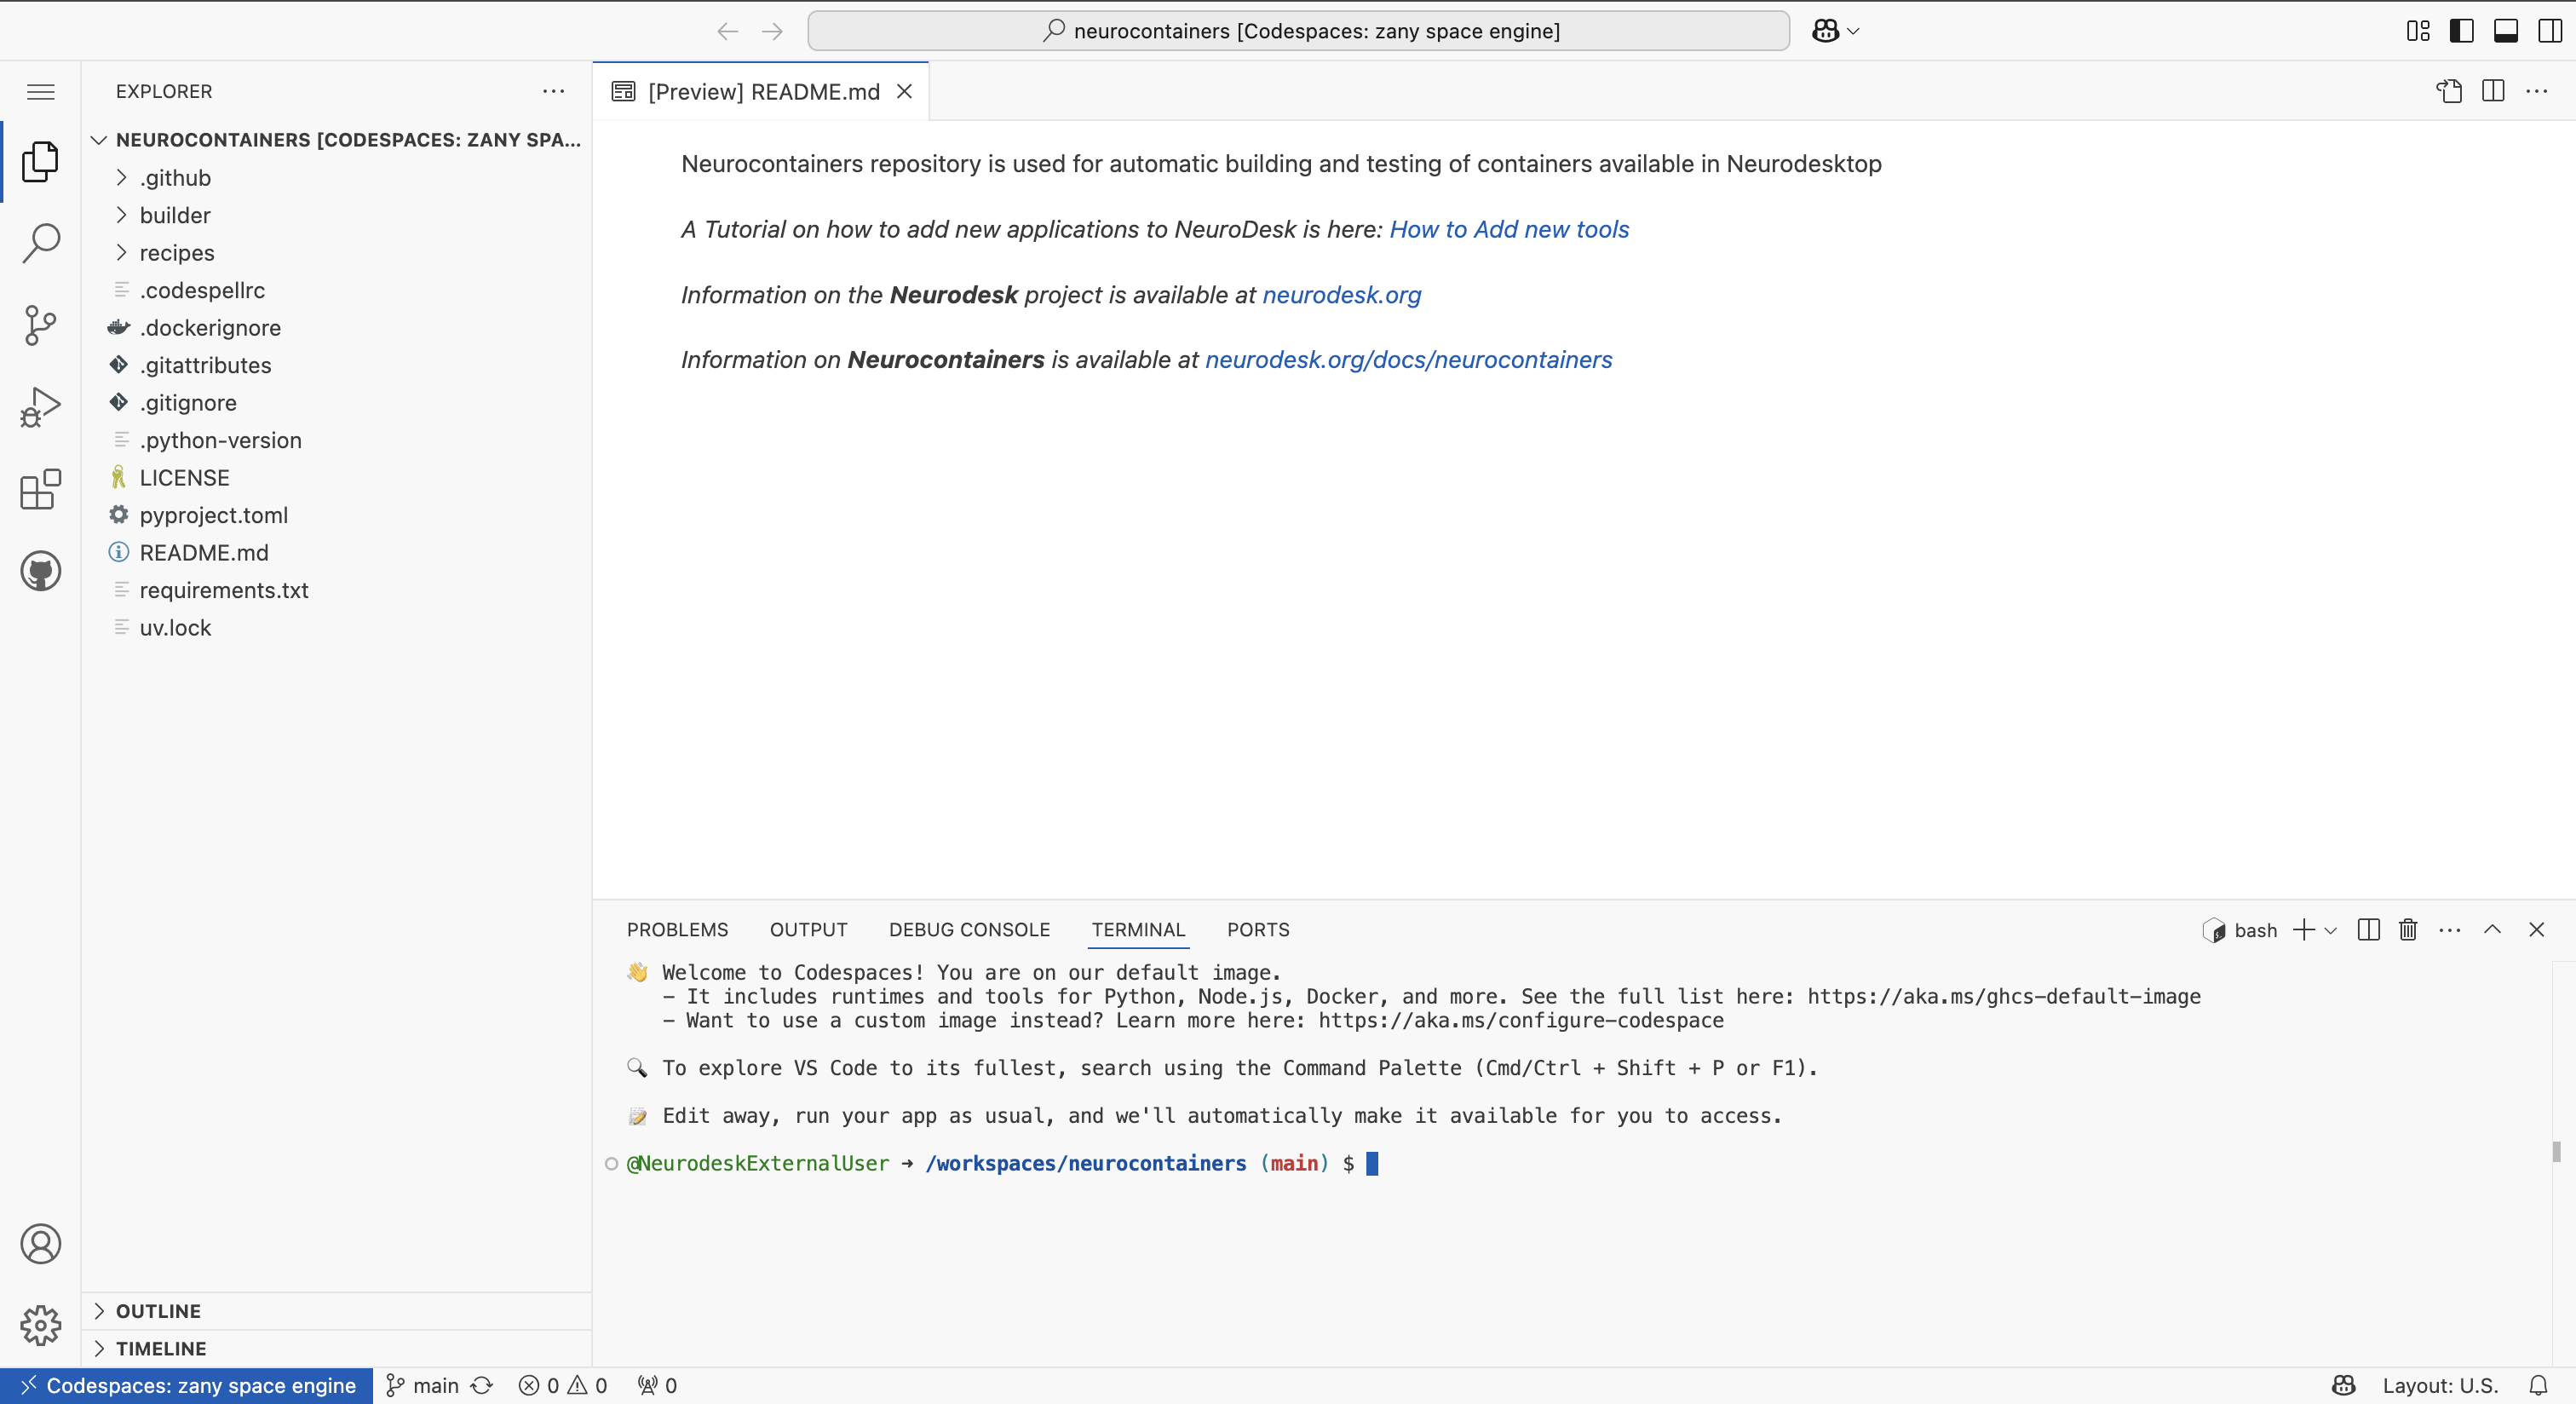 neurocontainers [Codespaces: zany space engine]
EXPLORER
[Preview] README.md
NEUROCONTAINERS [CODESPACES: ZANY SPA...
.github
builder
recipes
.codespellrc
.dockerignore
.gitattributes
.gitignore
.python-version
LICENSE
pyproject.toml
README.md
requirements.txt
uv.lock
OUTLINE
TIMELINE
Neurocontainers repository is used for automatic building and testing of containers available in Neurodesktop
A Tutorial on how to add new applications to NeuroDesk is here: How to Add new tools
Information on the Neurodesk project is available at neurodesk.org
Information on Neurocontainers is available at neurodesk.org/docs/neurocontainers
PROBLEMS OUTPUT DEBUG CONSOLE TERMINAL PORTS bash
👋 Welcome to Codespaces! You are on our default image.
- It includes runtimes and tools for Python, Node.js, Docker, and more. See the full list here: https://aka.ms/ghcs-default-image
- Want to use a custom image instead? Learn more here: https://aka.ms/configure-codespace
🔍 To explore VS Code to its fullest, search using the Command Palette (Cmd/Ctrl + Shift + P or F1).
📝 Edit away, run your app as usual, and we'll automatically make it available for you to access.
@NeurodeskExternalUser ➜ /workspaces/neurocontainers (main) $
Codespaces: zany space engine main 0 0 0 Layout: U.S.